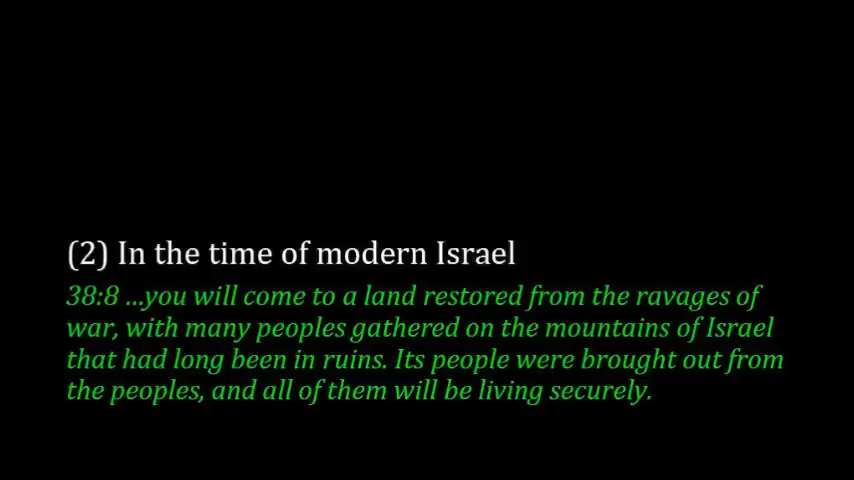 (2) In the time of modern Israel
38:8 …you will come to a land restored from the ravages of
war, with many peoples gathered on the mountains of Israel
that had long been in ruins. Its people were brought out from
the peoples, and all of them will be living securely.